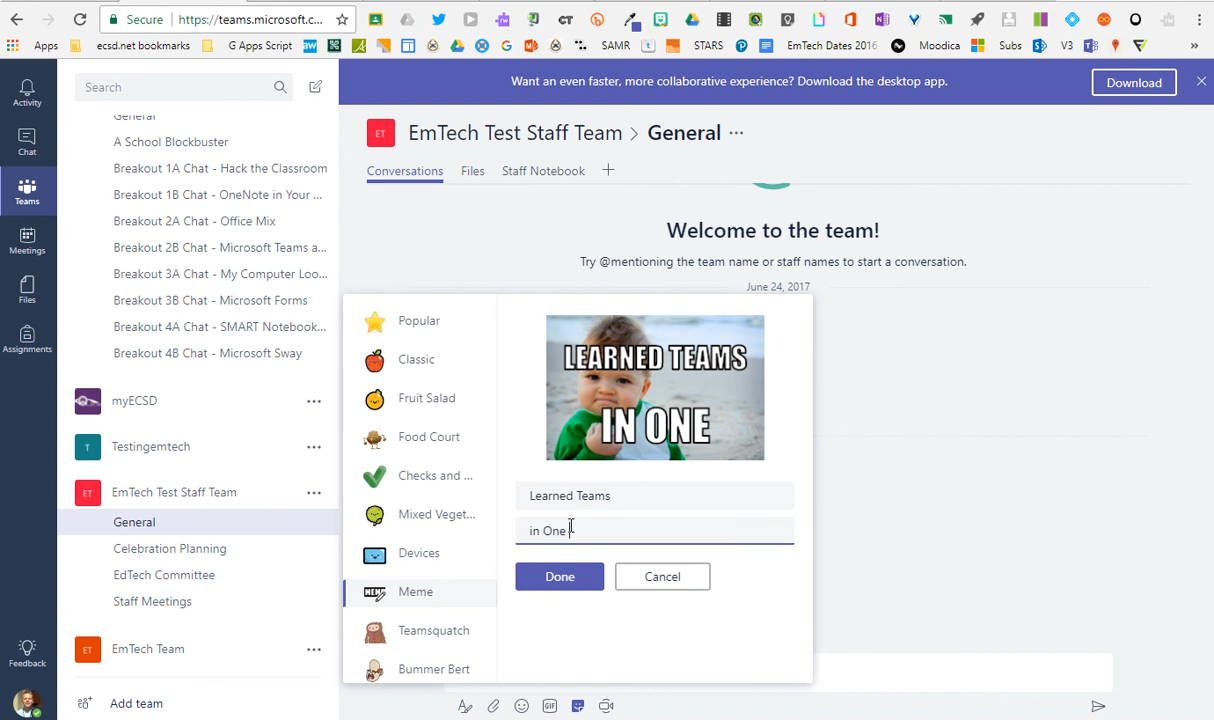 Secure
https://teams.microsoft.c...
Apps
ecsd.net bookmarks
G Apps Script
SAMR
STARS
EmTech Dates 2016
Moodica
Subs
V3
Want an even faster, more collaborative experience? Download the desktop app.
Download
Activity
Chat
Teams
Meetings
Files
Assignments
Feedback
Search
General
A School Blockbuster
Breakout 1A Chat - Hack the Classroom
Breakout 1B Chat - OneNote in Your ...
Breakout 2A Chat - Office Mix
Breakout 2B Chat - Microsoft Teams a...
Breakout 3A Chat - My Computer Loo...
Breakout 3B Chat - Microsoft Forms
Breakout 4A Chat - SMART Notebook...
Breakout 4B Chat - Microsoft Sway
myECSD
T
Testingemtech
ET
EmTech Test Staff Team
General
Celebration Planning
EdTech Committee
Staff Meetings
ET
EmTech Team
Add team
ET
EmTech Test Staff Team > General
Conversations
Files
Staff Notebook
Welcome to the team!
Try @mentioning the team name or staff names to start a conversation.
June 24, 2017
Popular
Classic
Fruit Salad
Food Court
Checks and ...
Mixed Veget...
Devices
Meme
Teamsquatch
Bummer Bert
LEARNED TEAMS
IN ONE
Learned Teams
in One
Done
Cancel
GIF